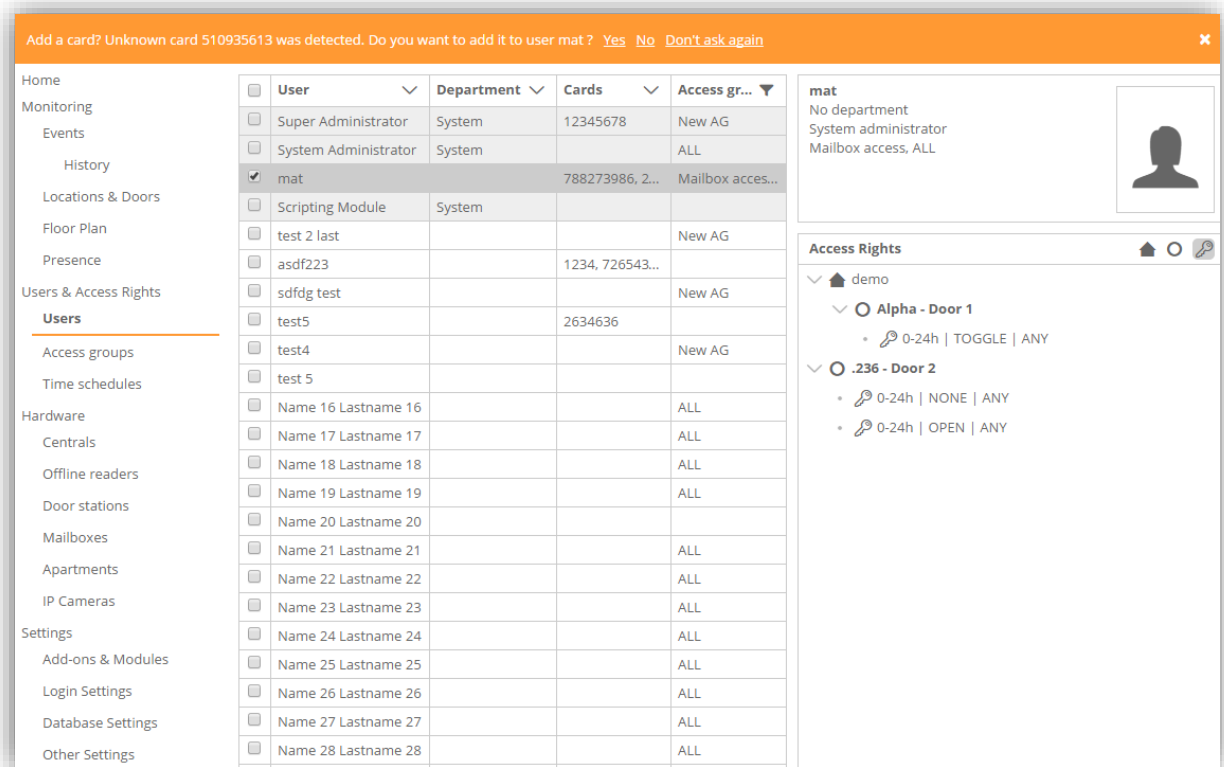 Add a card? Unknown card 510935613 was detected. Do you want to add it to user mat ? Yes No Don't ask again
Home
Monitoring
Events
History
Locations & Doors
Floor Plan
Presence
Users & Access Rights
Users
Access groups
Time schedules
Hardware
Centrals
Offline readers
Door stations
Mailboxes
Apartments
IP Cameras
Settings
Add-ons & Modules
Login Settings
Database Settings
Other Settings
User Department Cards Access gr...
Super Administrator System 12345678 New AG
System Administrator System ALL
mat 788273986, 2... Mailbox acces...
Scripting Module System
test 2 last New AG
asdf223 1234, 726543...
sdfdg test New AG
test5 2634636
test4 New AG
test 5
Name 16 Lastname 16 ALL
Name 17 Lastname 17 ALL
Name 18 Lastname 18 ALL
Name 19 Lastname 19 ALL
Name 20 Lastname 20
Name 21 Lastname 21 ALL
Name 22 Lastname 22 ALL
Name 23 Lastname 23 ALL
Name 24 Lastname 24 ALL
Name 25 Lastname 25 ALL
Name 26 Lastname 26 ALL
Name 27 Lastname 27 ALL
Name 28 Lastname 28 ALL
mat
No department
System administrator
Mailbox access, ALL
Access Rights
demo
Alpha - Door 1
0-24h | TOGGLE | ANY
.236 - Door 2
0-24h | NONE | ANY
0-24h | OPEN | ANY